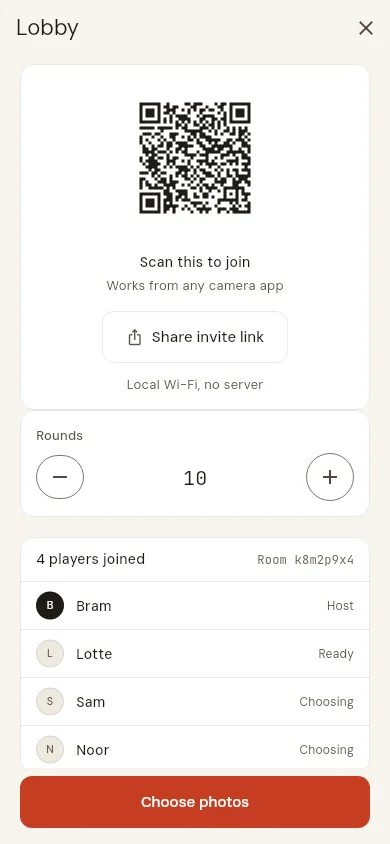 Lobby
Scan this to join
Works from any camera app
Share invite link
Local Wi-Fi, no server
Rounds
10
4 players joined Room k8m2p9x4
B Bram Host
L Lotte Ready
S Sam Choosing
N Noor Choosing
Choose photos